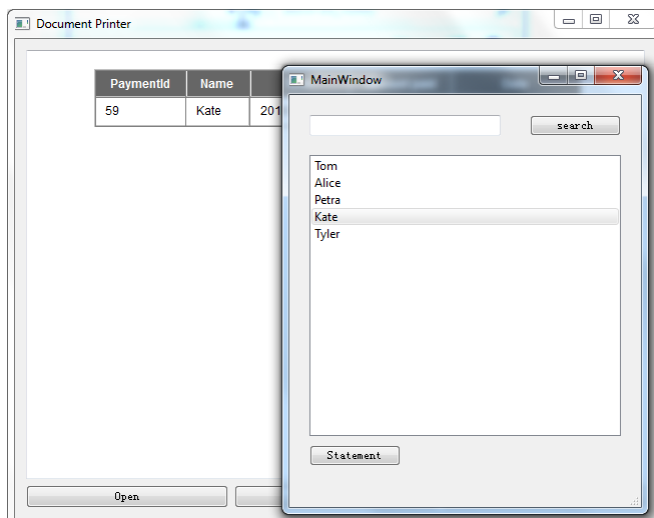 Document Printer
PaymentId Name
59 Kate 201
Open
MainWindow
search
Tom
Alice
Petra
Kate
Tyler
Statement